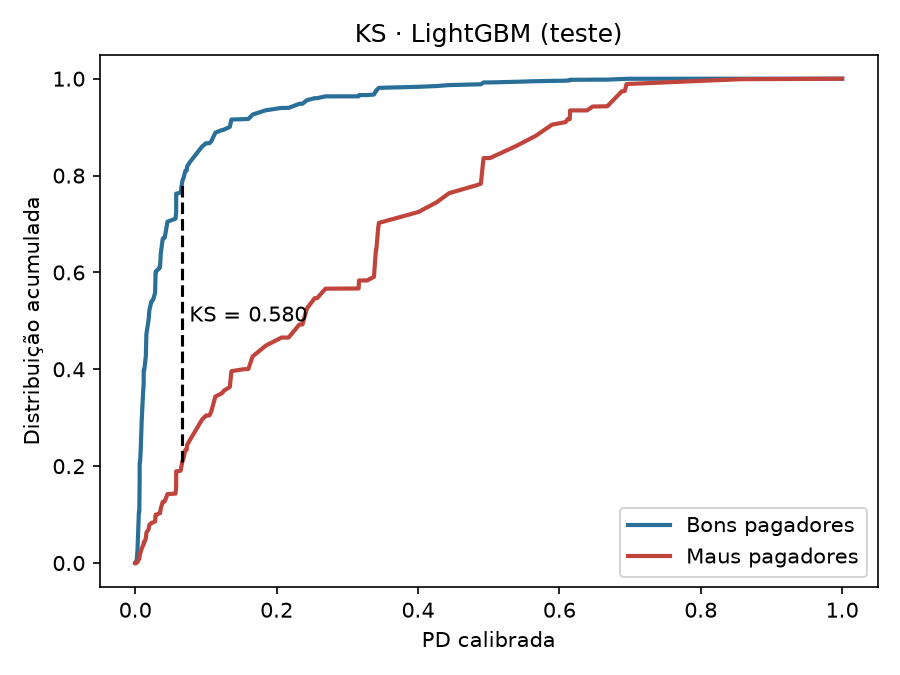 KS · LightGBM (teste)
Distribuição acumulada
1.0
0.8
0.6
0.4
0.2
0.0
KS = 0.580
Bons pagadores
Maus pagadores
0.0 0.2 0.4 0.6 0.8 1.0
PD calibrada